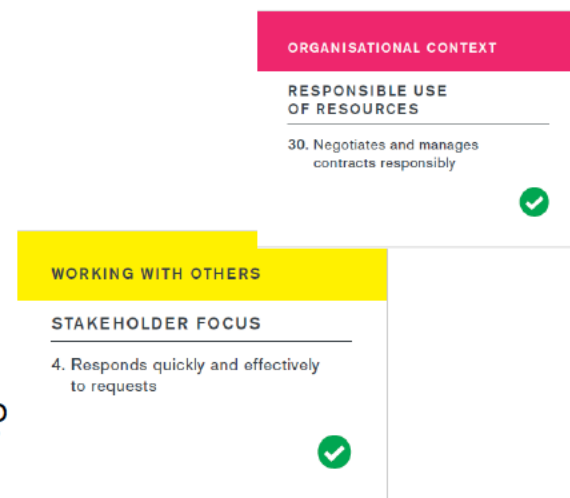 ORGANISATIONAL CONTEXT
RESPONSIBLE USE
OF RESOURCES
30. Negotiates and manages
contracts responsibly
WORKING WITH OTHERS
STAKEHOLDER FOCUS
4. Responds quickly and effectively
to requests